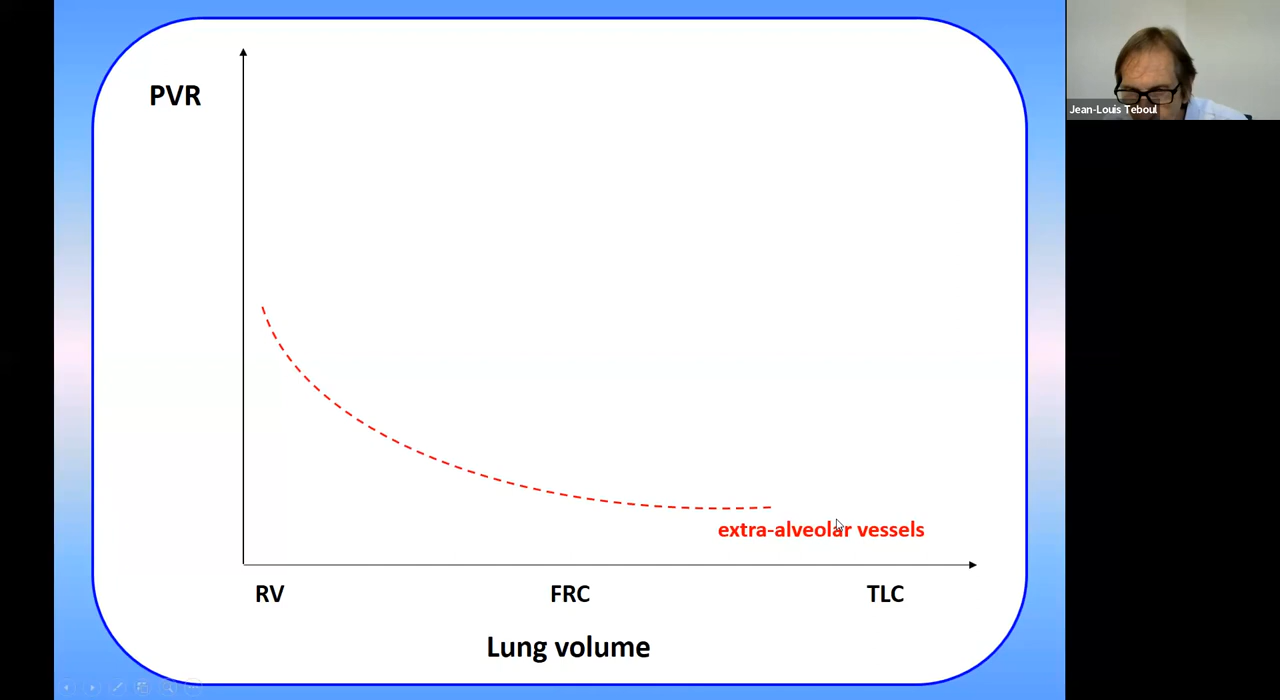 PVR
Jean-Louis Teboul
extra-alveolar vessels
RV FRC TLC
Lung volume